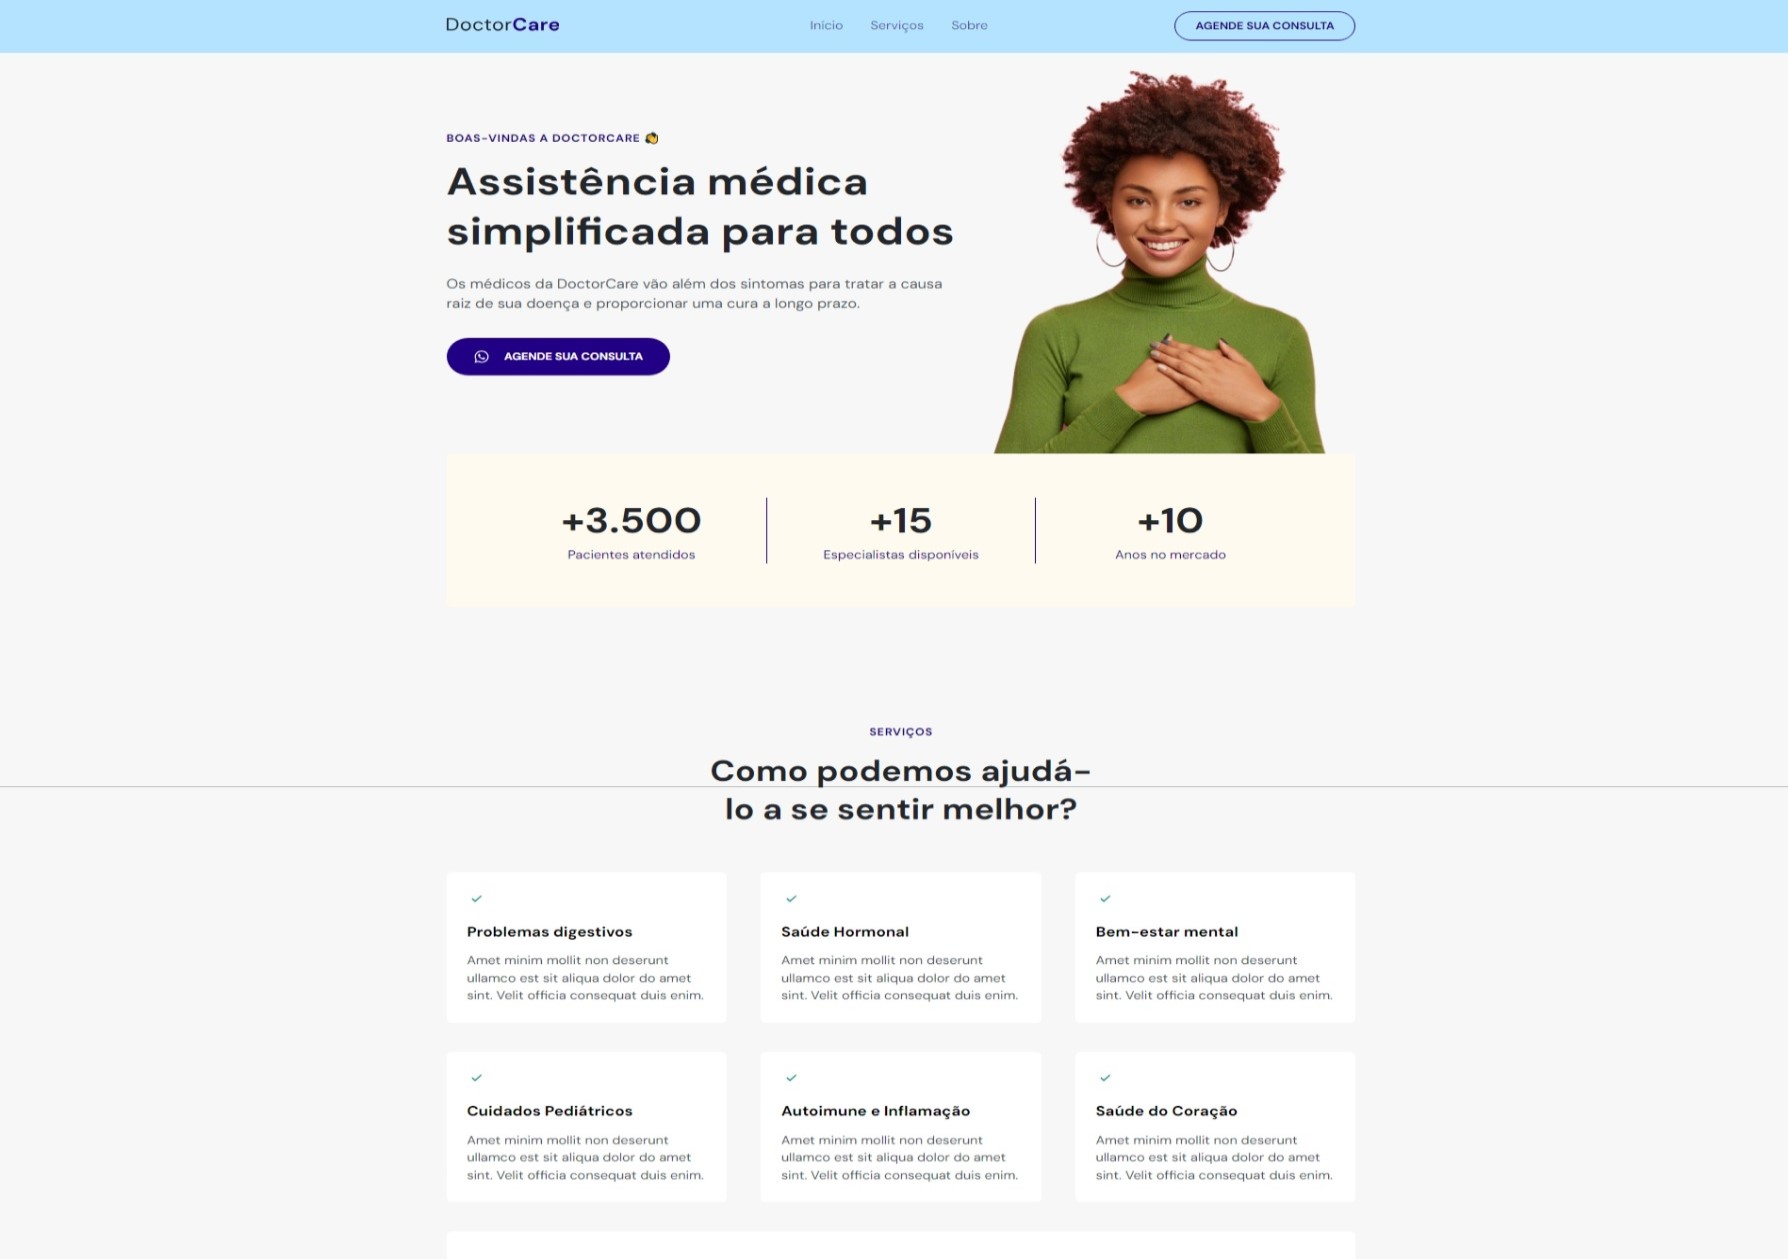 DoctorCare
Início
Serviços
Sobre
AGENDE SUA CONSULTA
BOAS-VINDAS A DOCTORCARE 👋
Assistência médica
simplificada para todos
Os médicos da DoctorCare vão além dos sintomas para tratar a causa
raiz de sua doença e proporcionar uma cura a longo prazo.
AGENDE SUA CONSULTA
+3.500
Pacientes atendidos
+15
Especialistas disponíveis
+10
Anos no mercado
SERVIÇOS
Como podemos ajudá-
lo a se sentir melhor?
Problemas digestivos
Amet minim mollit non deserunt
ullamco est sit aliqua dolor do amet
sint. Velit officia consequat duis enim.
Saúde Hormonal
Amet minim mollit non deserunt
ullamco est sit aliqua dolor do amet
sint. Velit officia consequat duis enim.
Bem-estar mental
Amet minim mollit non deserunt
ullamco est sit aliqua dolor do amet
sint. Velit officia consequat duis enim.
Cuidados Pediátricos
Amet minim mollit non deserunt
ullamco est sit aliqua dolor do amet
sint. Velit officia consequat duis enim.
Autoimune e Inflamação
Amet minim mollit non deserunt
ullamco est sit aliqua dolor do amet
sint. Velit officia consequat duis enim.
Saúde do Coração
Amet minim mollit non deserunt
ullamco est sit aliqua dolor do amet
sint. Velit officia consequat duis enim.